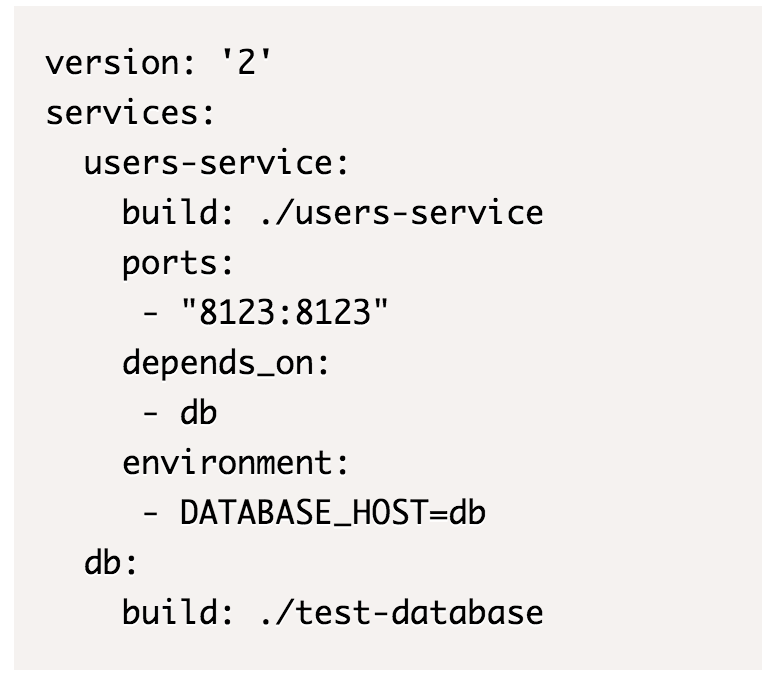 version: '2'
services:
  users-service:
    build: ./users-service
    ports:
     - "8123:8123"
    depends_on:
     - db
    environment:
     - DATABASE_HOST=db
  db:
    build: ./test-database